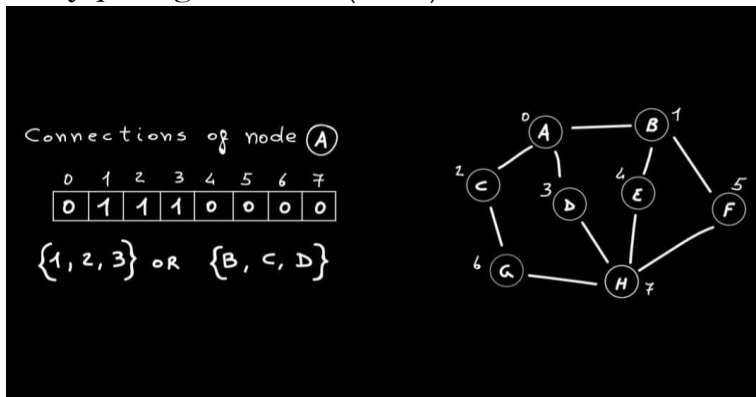 Connections of node A
0 1 2 3 4 5 6 7
0 1 1 1 0 0 0 0
{1, 2, 3} OR {B, C, D}
0 A
B 1
2 C
3 D
4 E
F 5
6 G
H 7